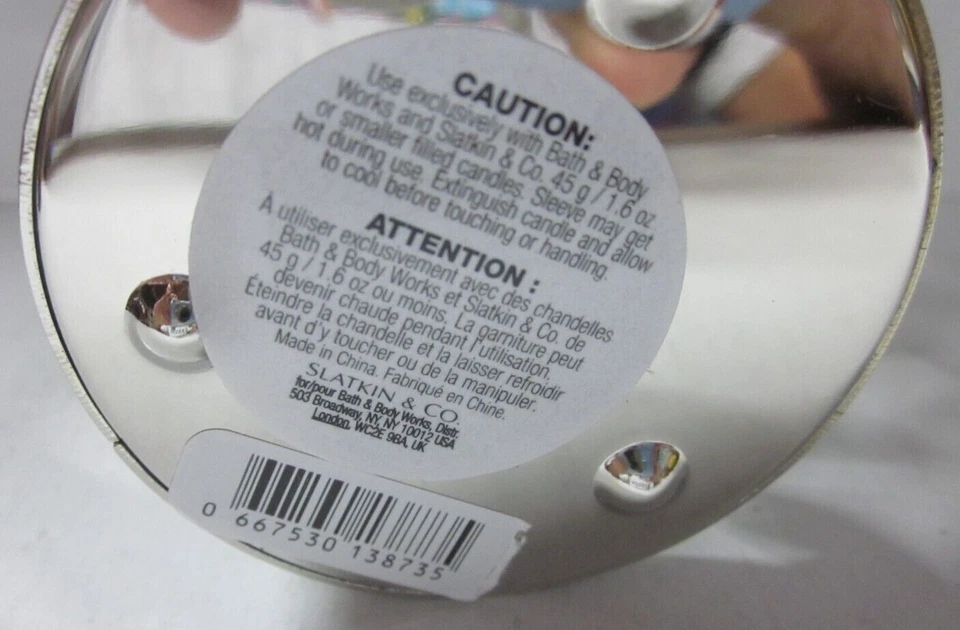 CAUTION:
Use exclusively with Bath & Body
Works and Slatkin & Co. 45 g / 1.6 oz
or smaller filled candles. Sleeve may get
hot during use. Extinguish candle and allow
to cool before touching or handling.
ATTENTION :
À utiliser exclusivement avec des chandelles
Bath & Body Works et Slatkin & Co. de
45 g / 1.6 oz ou moins. La garniture peut
devenir chaude pendant l'utilisation.
Éteindre la chandelle et la laisser refroidir
avant d'y toucher ou de la manipuler.
Made in China. Fabriqué en Chine.
SLATKIN & CO.
for/pour Bath & Body Works, Distr.
503 Broadway, NY, NY 10012 USA
London, WC2E 9BA, UK
0 667530 138735